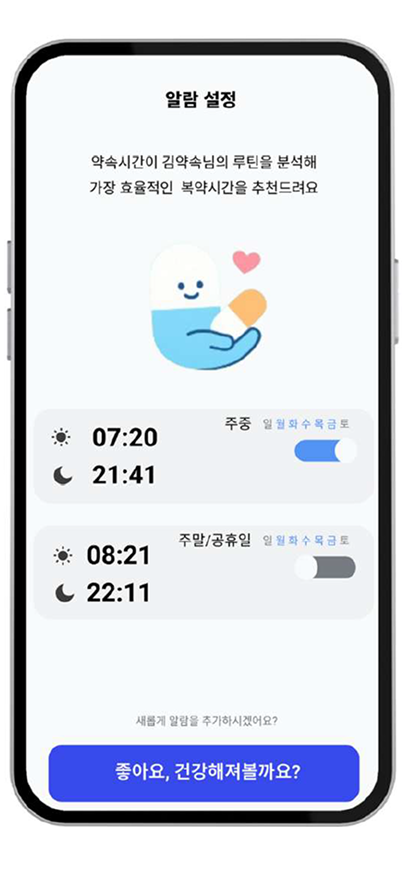 알람 설정
약속시간이 김약속님의 루틴을 분석해
가장 효율적인 복약시간을 추천드려요
주중 일월화수목금토
07:20
21:41
주말/공휴일 일월화수목금토
08:21
22:11
새롭게 알람을 추가하시겠어요?
좋아요, 건강해져볼까요?